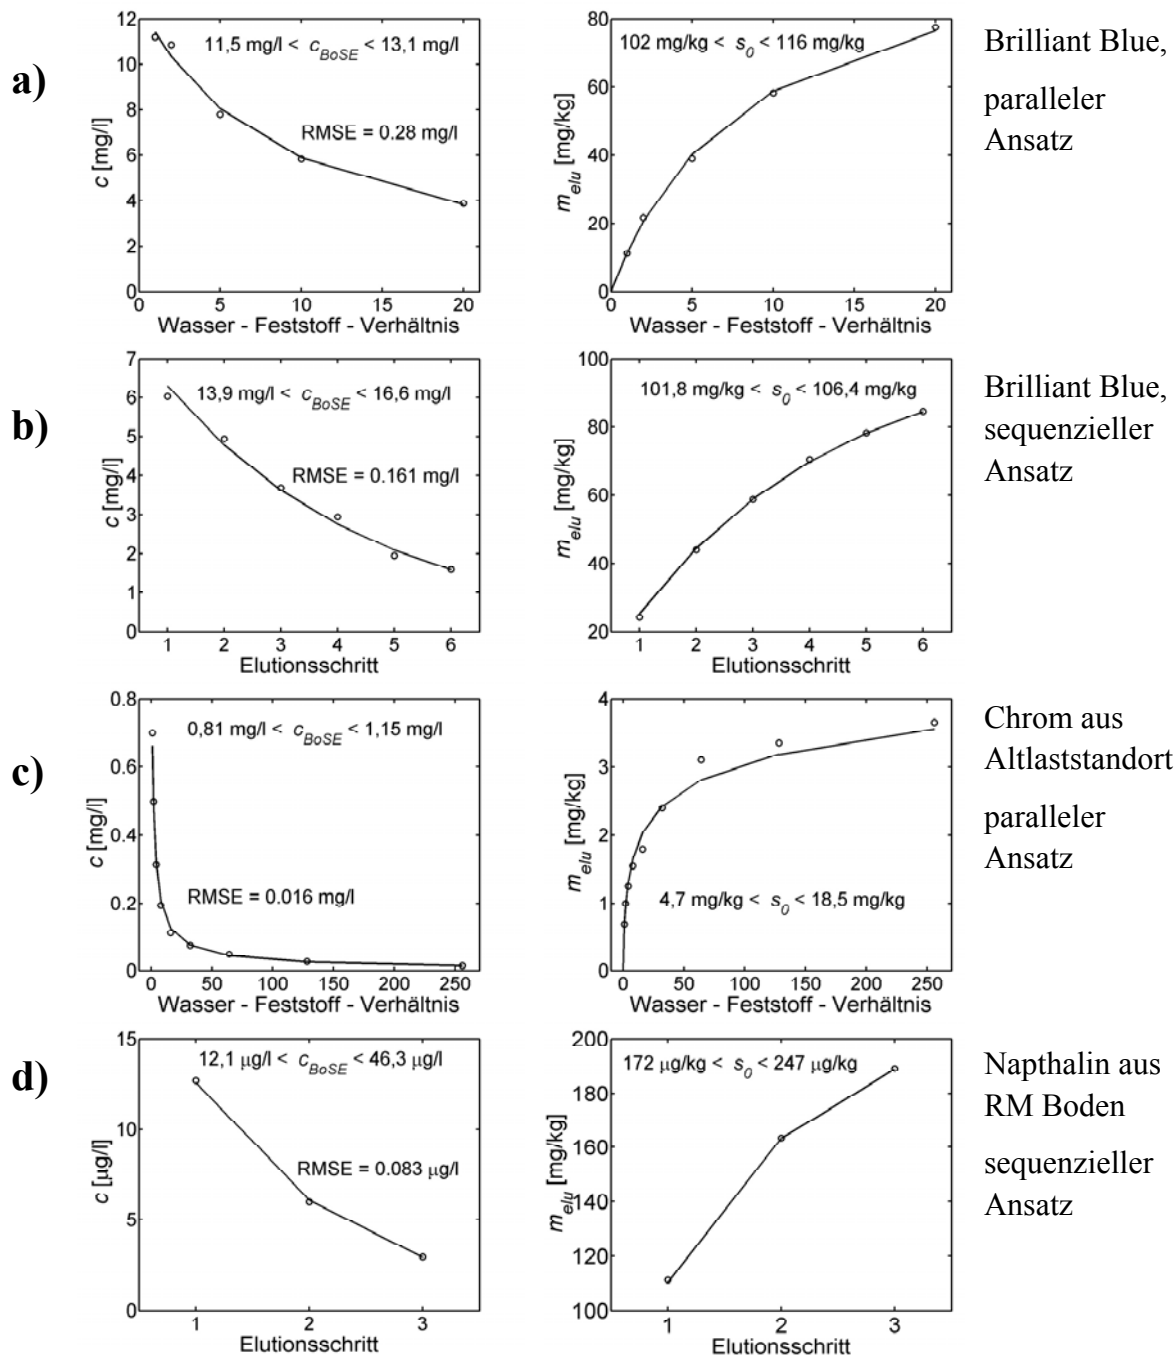 a)
12
10
8
6
4
2
0
c [mg/l]
11,5 mg/l < c_BoSE < 13,1 mg/l
RMSE = 0.28 mg/l
0 5 10 15 20
Wasser - Feststoff - Verhältnis
80
60
40
20
0
m_elu [mg/kg]
102 mg/kg < s_0 < 116 mg/kg
0 5 10 15 20
Wasser - Feststoff - Verhältnis
Brilliant Blue,
paralleler
Ansatz
b)
7
6
5
4
3
2
1
0
c [mg/l]
13,9 mg/l < c_BoSE < 16,6 mg/l
RMSE = 0.161 mg/l
1 2 3 4 5 6
Elutionsschritt
100
80
60
40
20
m_elu [mg/kg]
101,8 mg/kg < s_0 < 106,4 mg/kg
1 2 3 4 5 6
Elutionsschritt
Brilliant Blue,
sequenzieller
Ansatz
c)
0.8
0.6
0.4
0.2
0
c [mg/l]
0,81 mg/l < c_BoSE < 1,15 mg/l
RMSE = 0.016 mg/l
0 50 100 150 200 250
Wasser - Feststoff - Verhältnis
4
3
2
1
0
m_elu [mg/kg]
4,7 mg/kg < s_0 < 18,5 mg/kg
0 50 100 150 200 250
Wasser - Feststoff - Verhältnis
Chrom aus
Altlaststandort
paralleler
Ansatz
d)
15
10
5
0
c [µg/l]
12,1 µg/l < c_BoSE < 46,3 µg/l
RMSE = 0.083 µg/l
1 2 3
Elutionsschritt
200
180
160
140
120
100
m_elu [mg/kg]
172 µg/kg < s_0 < 247 µg/kg
1 2 3
Elutionsschritt
Napthalin aus
RM Boden
sequenzieller
Ansatz